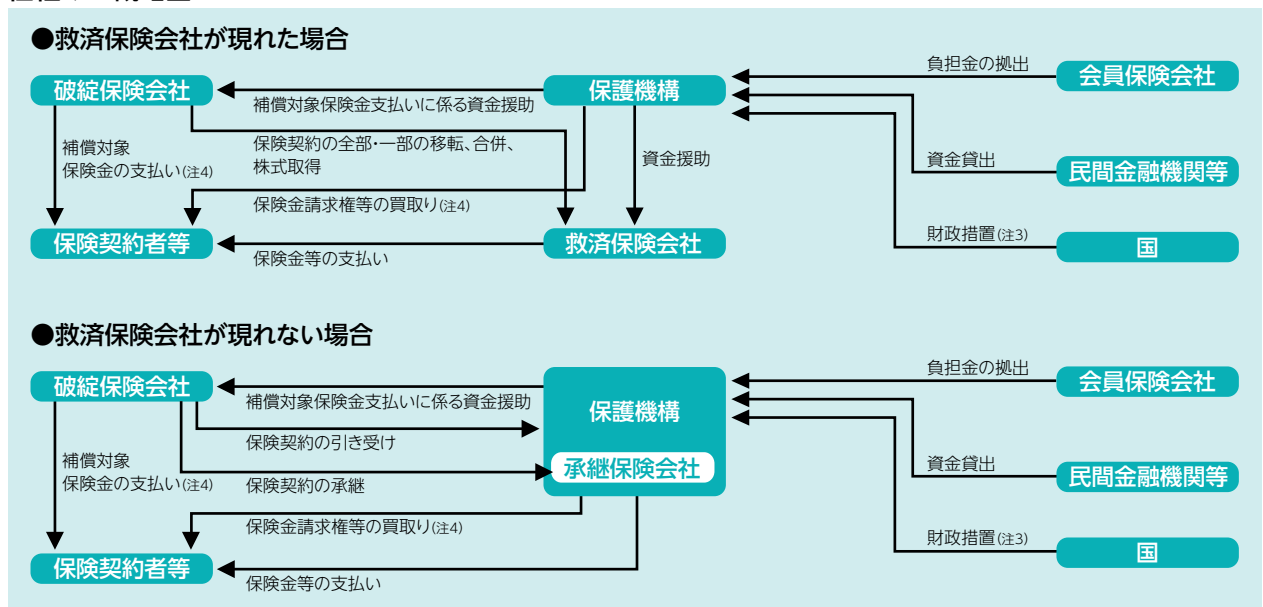 ●救済保険会社が現れた場合
破綻保険会社
保護機構
負担金の拠出
会員保険会社
補償対象保険金支払いに係る資金援助
補償対象
保険金の支払い(注4)
保険契約の全部・一部の移転、合併、
株式取得
資金援助
資金貸出
民間金融機関等
保険金請求権等の買取り(注4)
保険契約者等
救済保険会社
財政措置(注3)
国
保険金等の支払い
●救済保険会社が現れない場合
破綻保険会社
保護機構
負担金の拠出
会員保険会社
補償対象保険金支払いに係る資金援助
保険契約の引き受け
補償対象
保険金の支払い(注4)
承継保険会社
資金貸出
民間金融機関等
保険契約の承継
保険金請求権等の買取り(注4)
財政措置(注3)
国
保険契約者等
保険金等の支払い